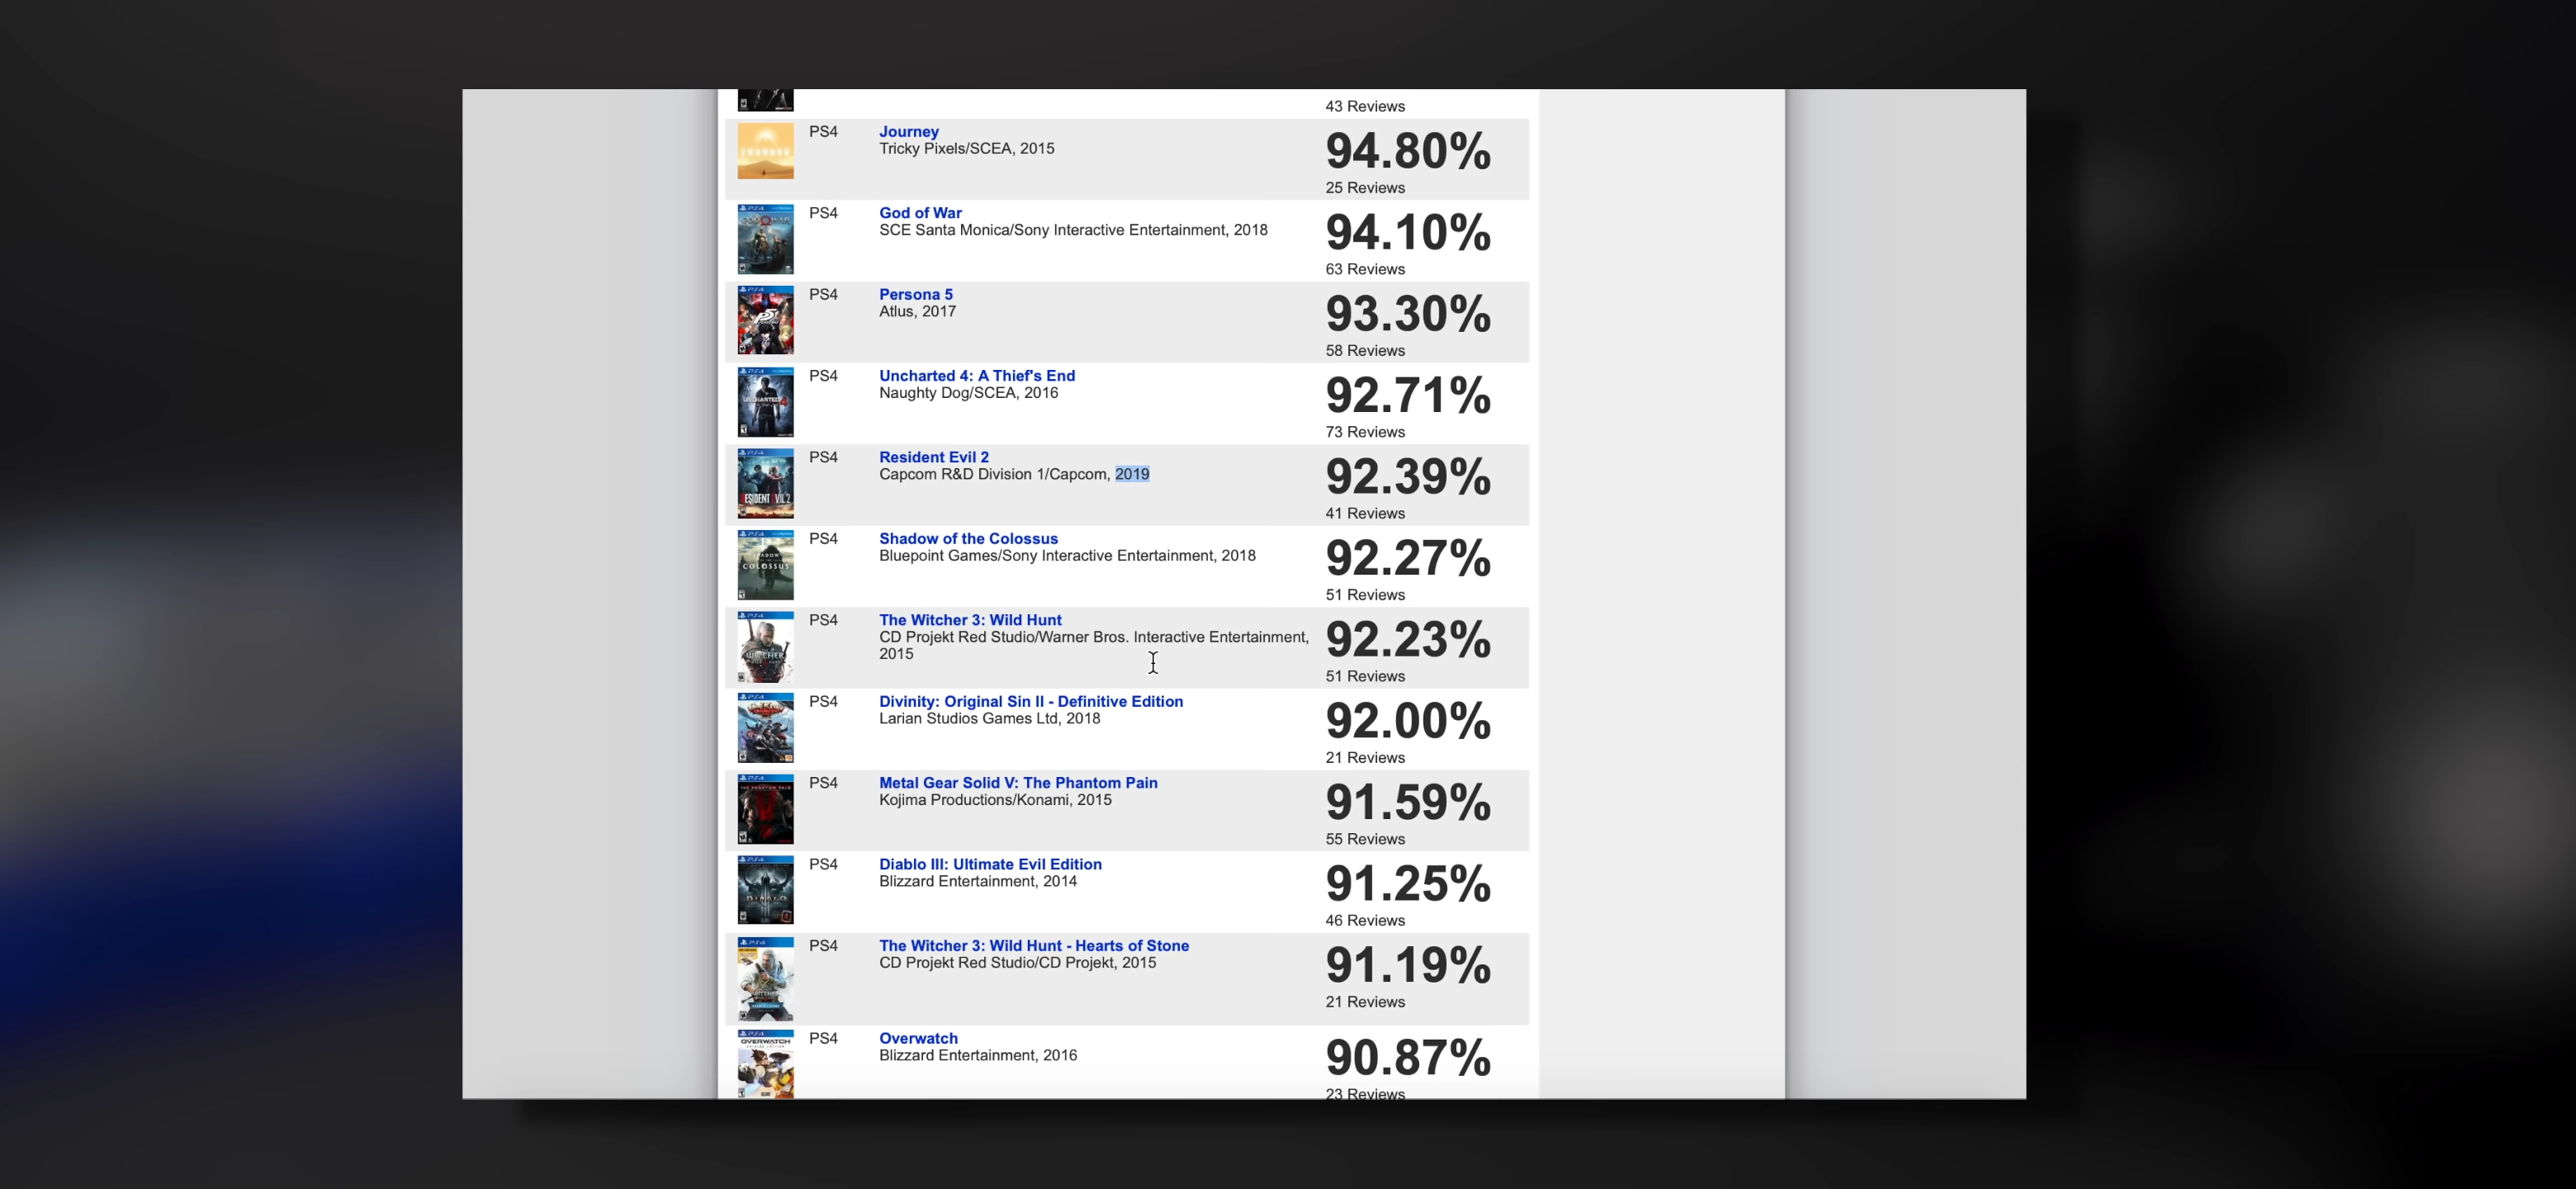 43 Reviews
PS4
Journey
94.80%
Tricky Pixels/SCEA, 2015
25 Reviews
PS4
God of War
94.10%
SCE Santa Monica/Sony Interactive Entertainment, 2018
63 Reviews
PS4
Persona 5
93.30%
Atlus, 2017
58 Reviews
PS4
Uncharted 4: A Thief's End
92.71%
Naughty Dog/SCEA, 2016
73 Reviews
PS4
Resident Evil 2
92.39%
Capcom R&D Division 1/Capcom, 2019
41 Reviews
PS4
Shadow of the Colossus
92.27%
Bluepoint Games/Sony Interactive Entertainment, 2018
51 Reviews
PS4
The Witcher 3: Wild Hunt
92.23%
CD Projekt Red Studio/Warner Bros. Interactive Entertainment,
2015
51 Reviews
PS4
Divinity: Original Sin II - Definitive Edition
92.00%
Larian Studios Games Ltd, 2018
21 Reviews
PS4
Metal Gear Solid V: The Phantom Pain
91.59%
Kojima Productions/Konami, 2015
55 Reviews
PS4
Diablo III: Ultimate Evil Edition
91.25%
Blizzard Entertainment, 2014
46 Reviews
PS4
The Witcher 3: Wild Hunt - Hearts of Stone
91.19%
CD Projekt Red Studio/CD Projekt, 2015
21 Reviews
PS4
Overwatch
90.87%
Blizzard Entertainment, 2016
23 Reviews